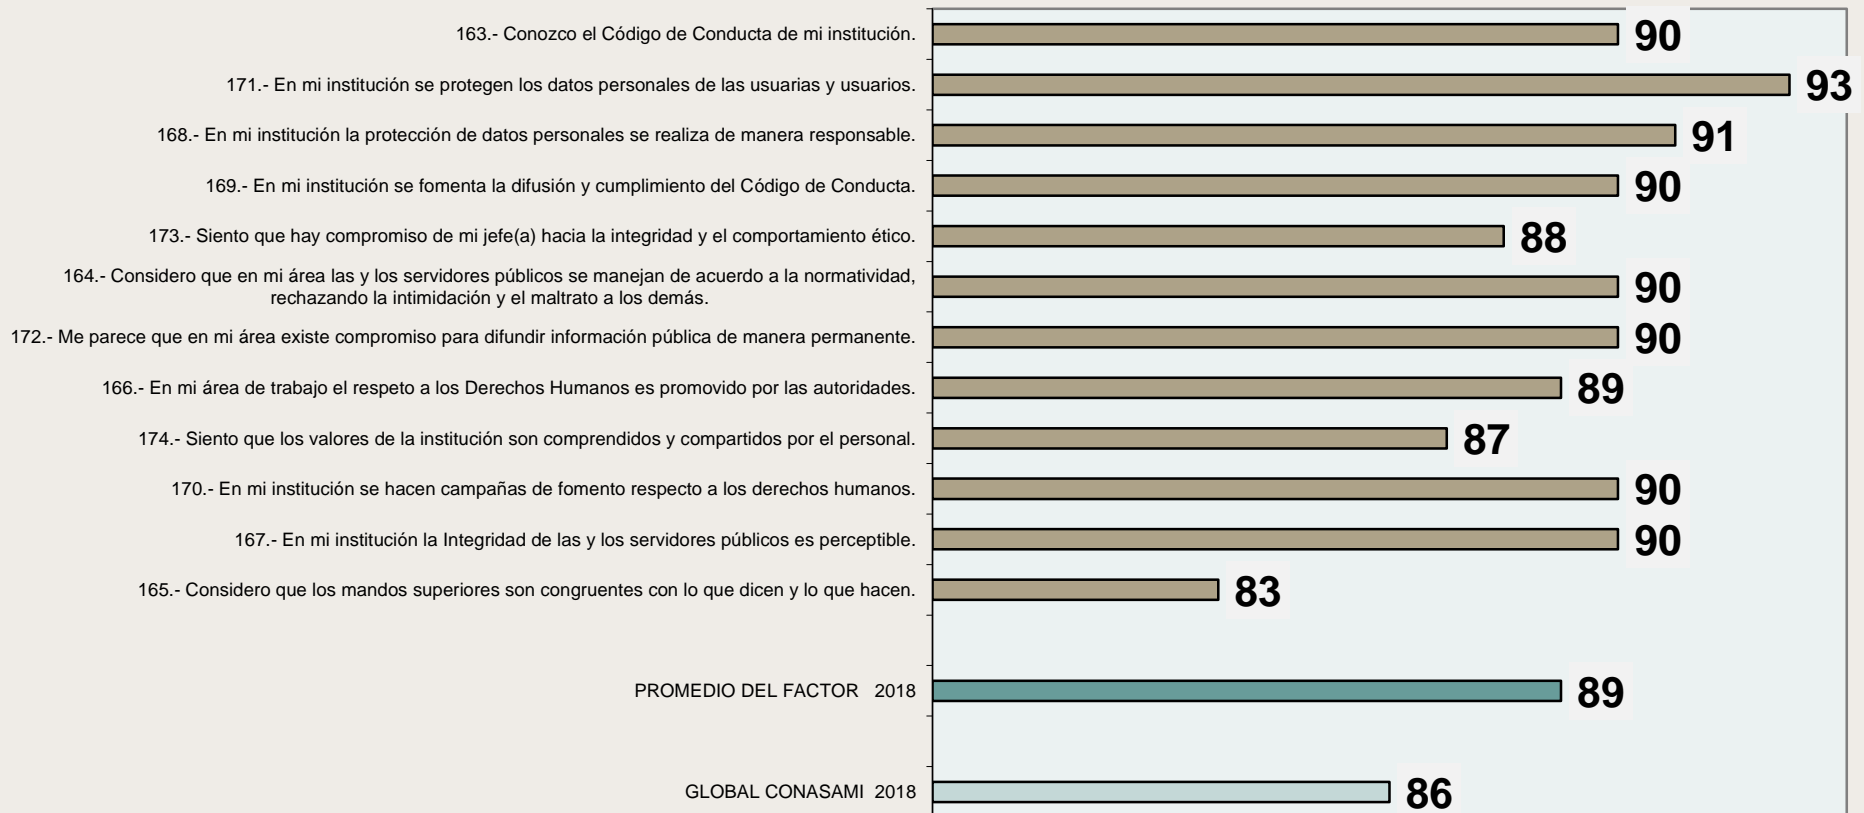 163.- Conozco el Código de Conducta de mi institución. 90
171.- En mi institución se protegen los datos personales de las usuarias y usuarios. 93
168.- En mi institución la protección de datos personales se realiza de manera responsable. 91
169.- En mi institución se fomenta la difusión y cumplimiento del Código de Conducta. 90
173.- Siento que hay compromiso de mi jefe(a) hacia la integridad y el comportamiento ético. 88
164.- Considero que en mi área las y los servidores públicos se manejan de acuerdo a la normatividad,
rechazando la intimidación y el maltrato a los demás. 90
172.- Me parece que en mi área existe compromiso para difundir información pública de manera permanente. 90
166.- En mi área de trabajo el respeto a los Derechos Humanos es promovido por las autoridades. 89
174.- Siento que los valores de la institución son comprendidos y compartidos por el personal. 87
170.- En mi institución se hacen campañas de fomento respecto a los derechos humanos. 90
167.- En mi institución la Integridad de las y los servidores públicos es perceptible. 90
165.- Considero que los mandos superiores son congruentes con lo que dicen y lo que hacen. 83
PROMEDIO DEL FACTOR 2018 89
GLOBAL CONASAMI 2018 86